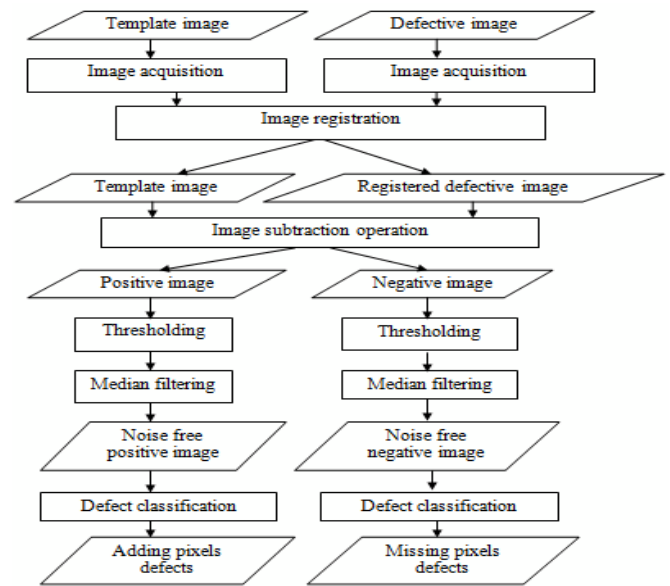 Template image
Defective image
Image acquisition
Image acquisition
Image registration
Template image
Registered defective image
Image subtraction operation
Positive image
Negative image
Thresholding
Thresholding
Median filtering
Median filtering
Noise free
positive image
Noise free
negative image
Defect classification
Defect classification
Adding pixels
defects
Missing pixels
defects